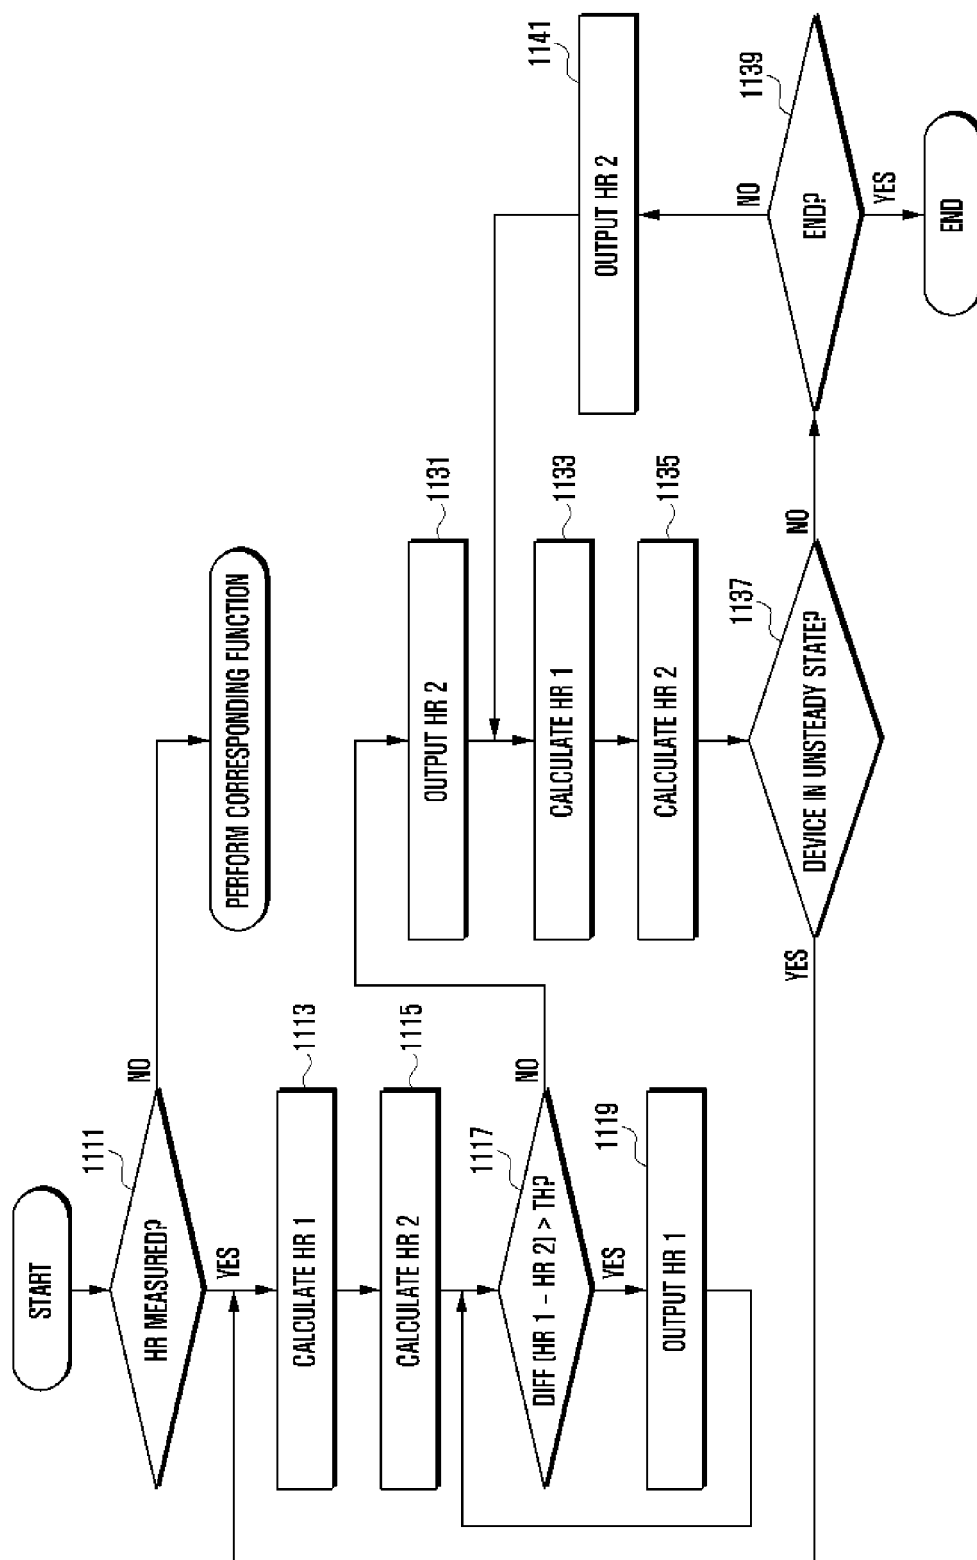 START
HR MEASURED?
1111
NO
YES
PERFORM CORRESPONDING FUNCTION
CALCULATE HR 1
1113
CALCULATE HR 2
1115
DIFF (HR 1 - HR 2) > TH?
1117
NO
YES
OUTPUT HR 1
1119
OUTPUT HR 2
1131
CALCULATE HR 1
1133
CALCULATE HR 2
1135
DEVICE IN UNSTEADY STATE?
1137
YES
NO
END?
1139
NO
YES
OUTPUT HR 2
1141
END